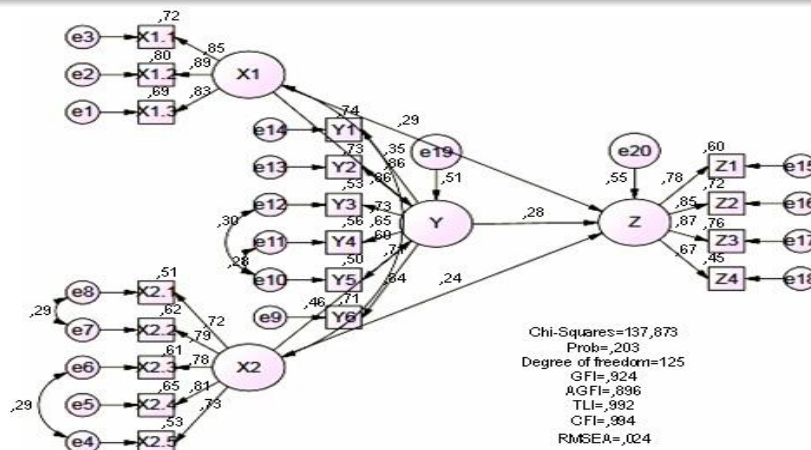 ,72
e3 X1.1 ,85
,80
e2 X1.2 ,89 X1
,69
e1 X1.3 ,83
,74
e14 Y1 ,29
,35 e19 e20 ,60
,73 ,86 Z1 e15
e13 Y2 ,86 ,51 ,55 ,78 ,72
,53
e12 Y3 ,73 ,85 Z2 e16
,30 ,56 ,65 Y ,28 Z ,87 ,76
e11 Y4 Z3 e17
,28 ,50 ,67 ,45
e10 Y5 ,64 ,24 Z4 e18
,51 ,46 ,71
e8 X2.1 e9 Y6
,29 ,62 ,72
e7 X2.2 ,79
,61
e6 X2.3 ,78 X2
,65
,29 e5 X2.4 ,81
,53 ,73
e4 X2.5
Chi-Squares=137,873
Prob=,203
Degree of freedom=125
GFI=,924
AGFI=,896
TLI=,992
CFI=,994
RMSEA=,024